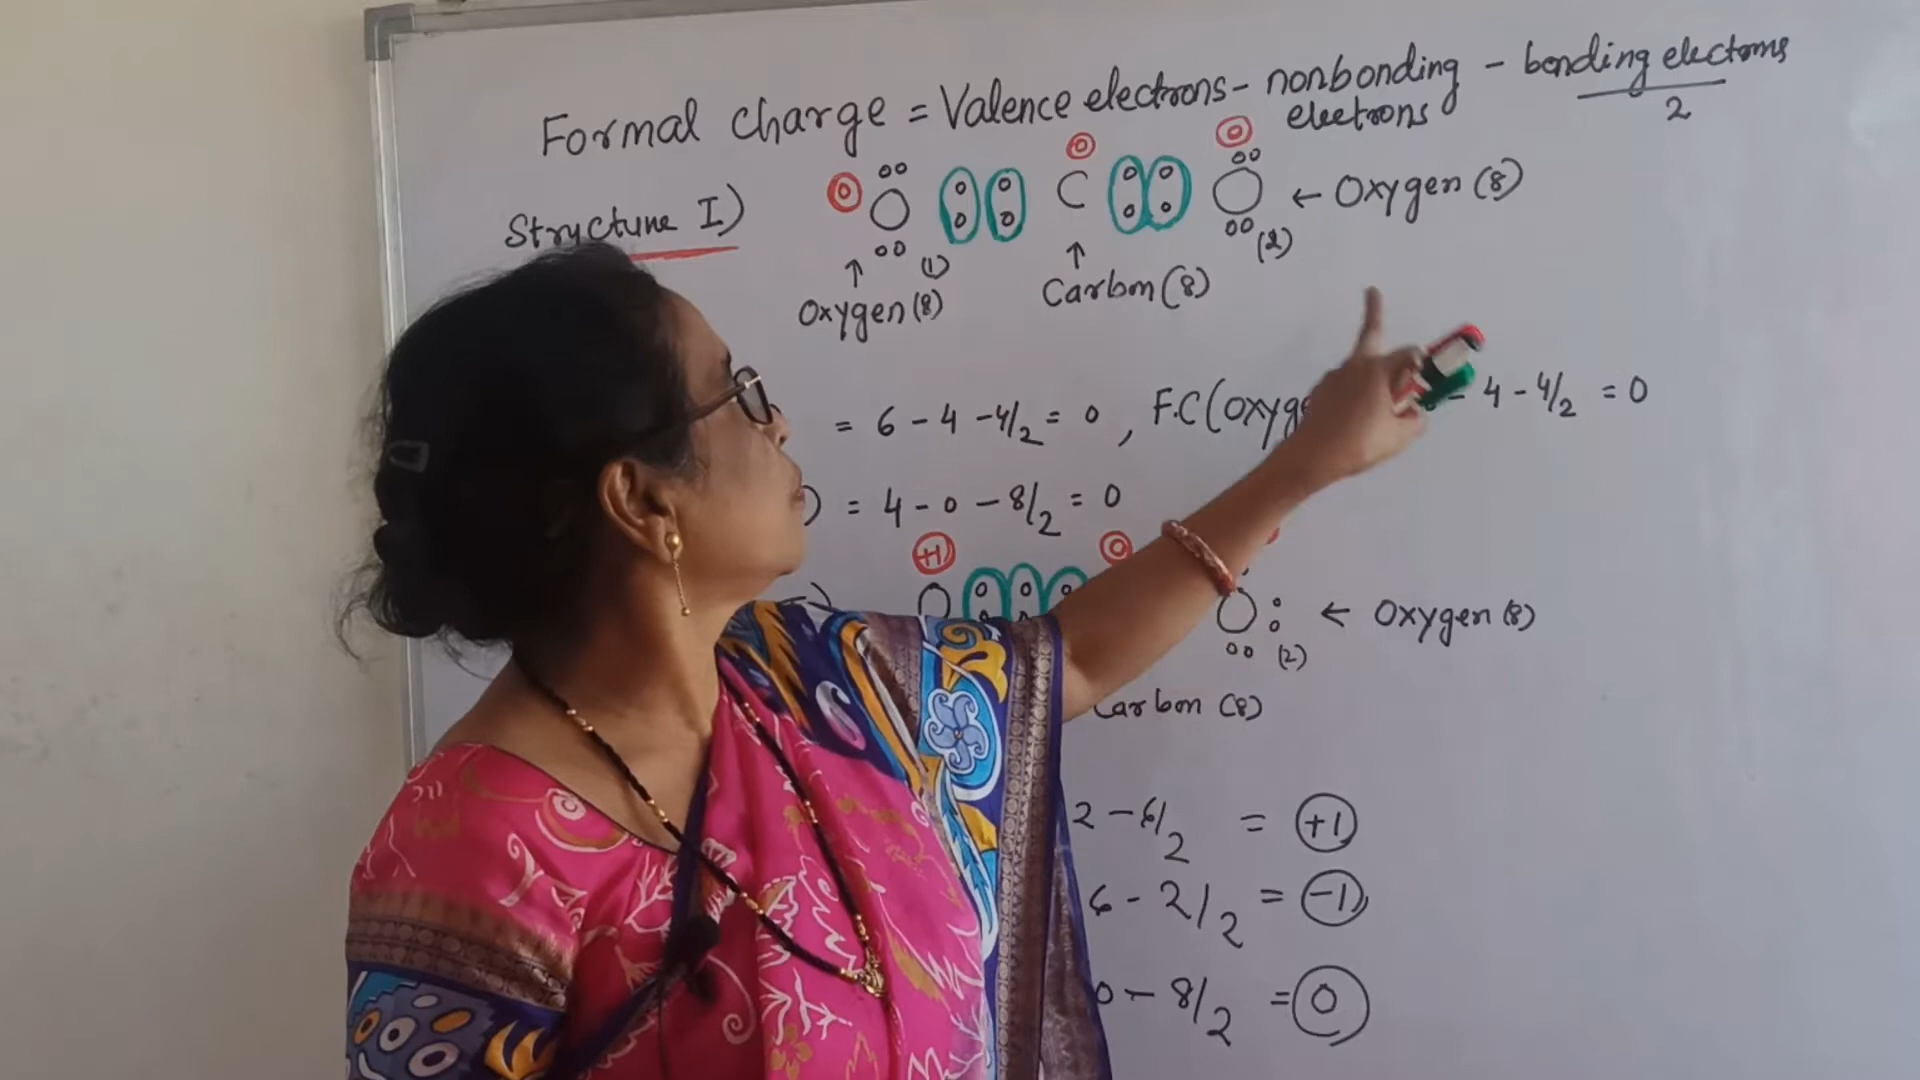 Formal charge = Valence electrons - nonbonding electrons - bonding electrons
2
Structure I) O C O ← Oxygen (8)
(1) (2)
↑ ↑
Oxygen (8) Carbon (8)
= 6 - 4 - 4/2 = 0 , F.C (oxyge - 4 - 4/2 = 0
) = 4 - 0 - 8/2 = 0
+1 0
O O ← Oxygen (8)
(2)
Carbon (8)
2 - 6/2 = +1
6 - 2/2 = -1
0 - 8/2 = 0